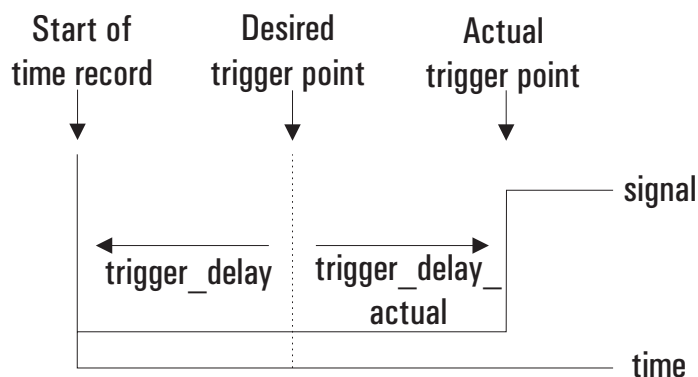 Start of
time record
Desired
trigger point
Actual
trigger point
signal
trigger_delay
trigger_delay_
actual
time